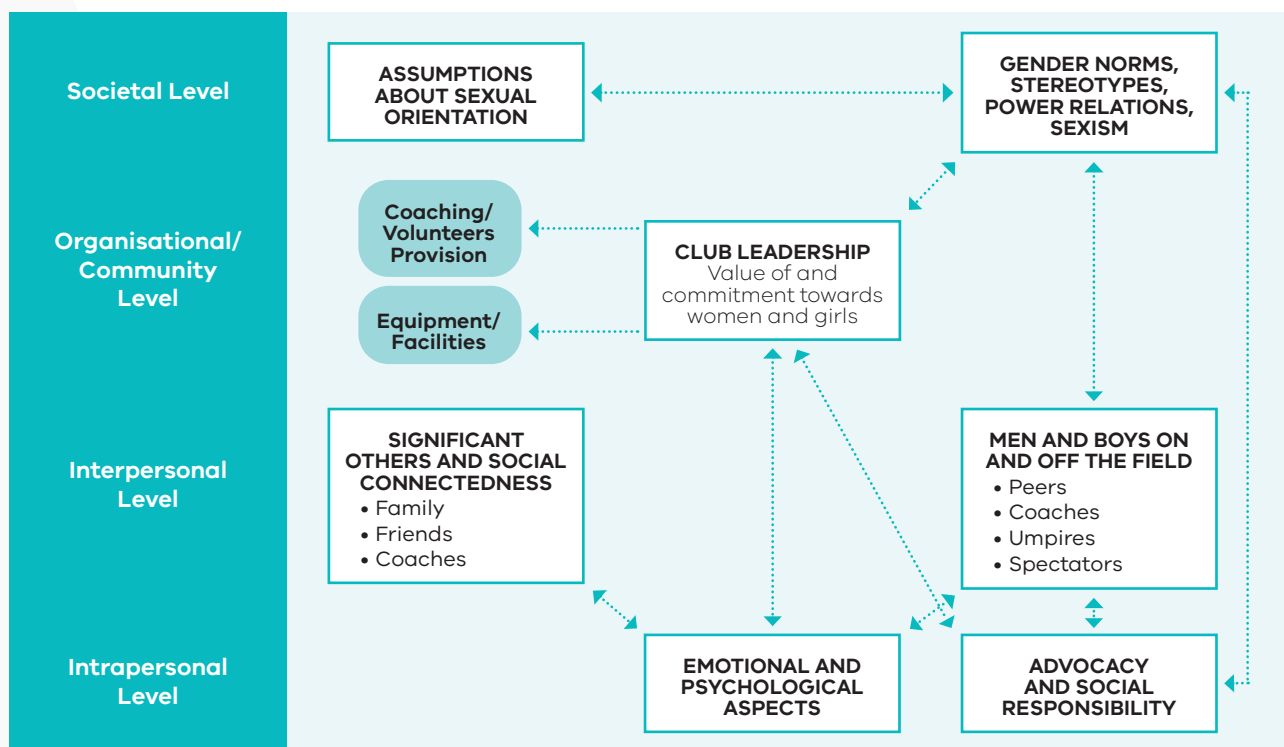 Societal Level
ASSUMPTIONS
ABOUT SEXUAL
ORIENTATION
GENDER NORMS,
STEREOTYPES,
POWER RELATIONS,
SEXISM
Organisational/
Community
Level
Coaching/
Volunteers
Provision
Equipment/
Facilities
CLUB LEADERSHIP
Value of and
commitment towards
women and girls
Interpersonal
Level
SIGNIFICANT
OTHERS AND SOCIAL
CONNECTEDNESS
• Family
• Friends
• Coaches
MEN AND BOYS ON
AND OFF THE FIELD
• Peers
• Coaches
• Umpires
• Spectators
Intrapersonal
Level
EMOTIONAL AND
PSYCHOLOGICAL
ASPECTS
ADVOCACY
AND SOCIAL
RESPONSIBILITY